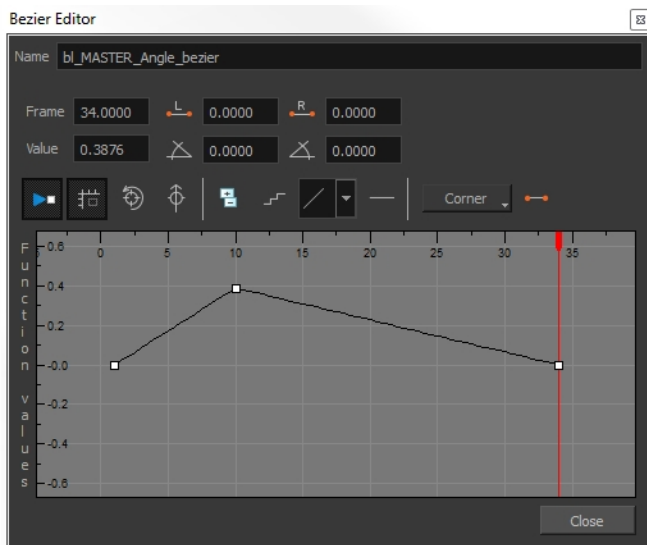 Bezier Editor
Name bl_MASTER_Angle_bezier
Frame 34.0000 L 0.0000 R 0.0000
Value 0.3876 0.0000 0.0000
Corner
0 5 10 15 20 25 30 35
Function values
0.6
0.4
0.2
-0.0
-0.2
-0.4
-0.6
Close